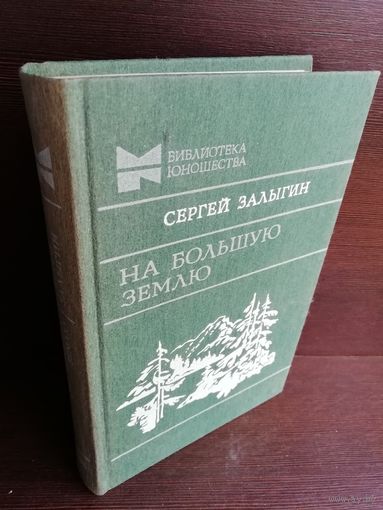 БИБЛИОТЕКА
ЮНОШЕСТВА
СЕРГЕЙ ЗАЛЫГИН
НА БОЛЬШУЮ
ЗЕМЛЮ